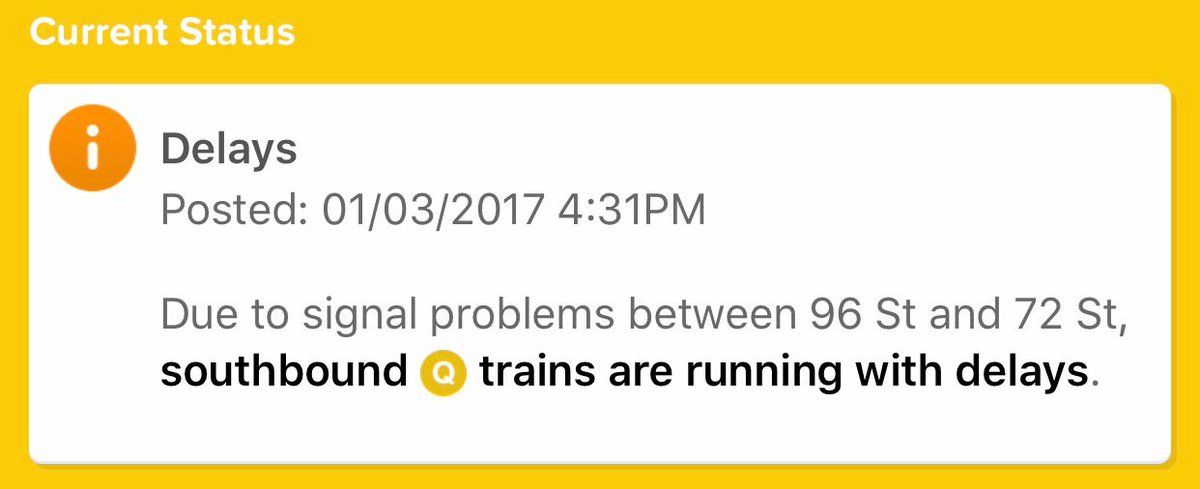 Current Status
Delays
Posted: 01/03/2017 4:31PM
Due to signal problems between 96 St and 72 St,
southbound Q trains are running with delays.